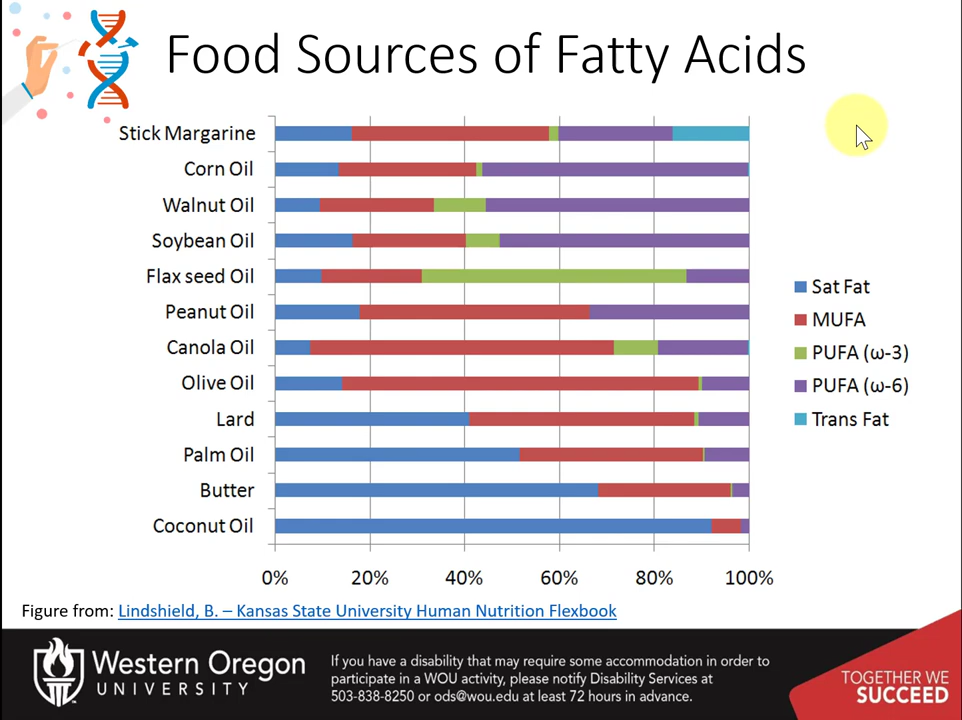 Food Sources of Fatty Acids
Stick Margarine
Corn Oil
Walnut Oil
Soybean Oil
Flax seed Oil
Peanut Oil
Canola Oil
Olive Oil
Lard
Palm Oil
Butter
Coconut Oil
0% 20% 40% 60% 80% 100%
Sat Fat
MUFA
PUFA (ω-3)
PUFA (ω-6)
Trans Fat
Figure from: Lindshield, B. – Kansas State University Human Nutrition Flexbook
Western Oregon
UNIVERSITY
If you have a disability that may require some accommodation in order to
participate in a WOU activity, please notify Disability Services at
503-838-8250 or ods@wou.edu at least 72 hours in advance.
TOGETHER WE
SUCCEED